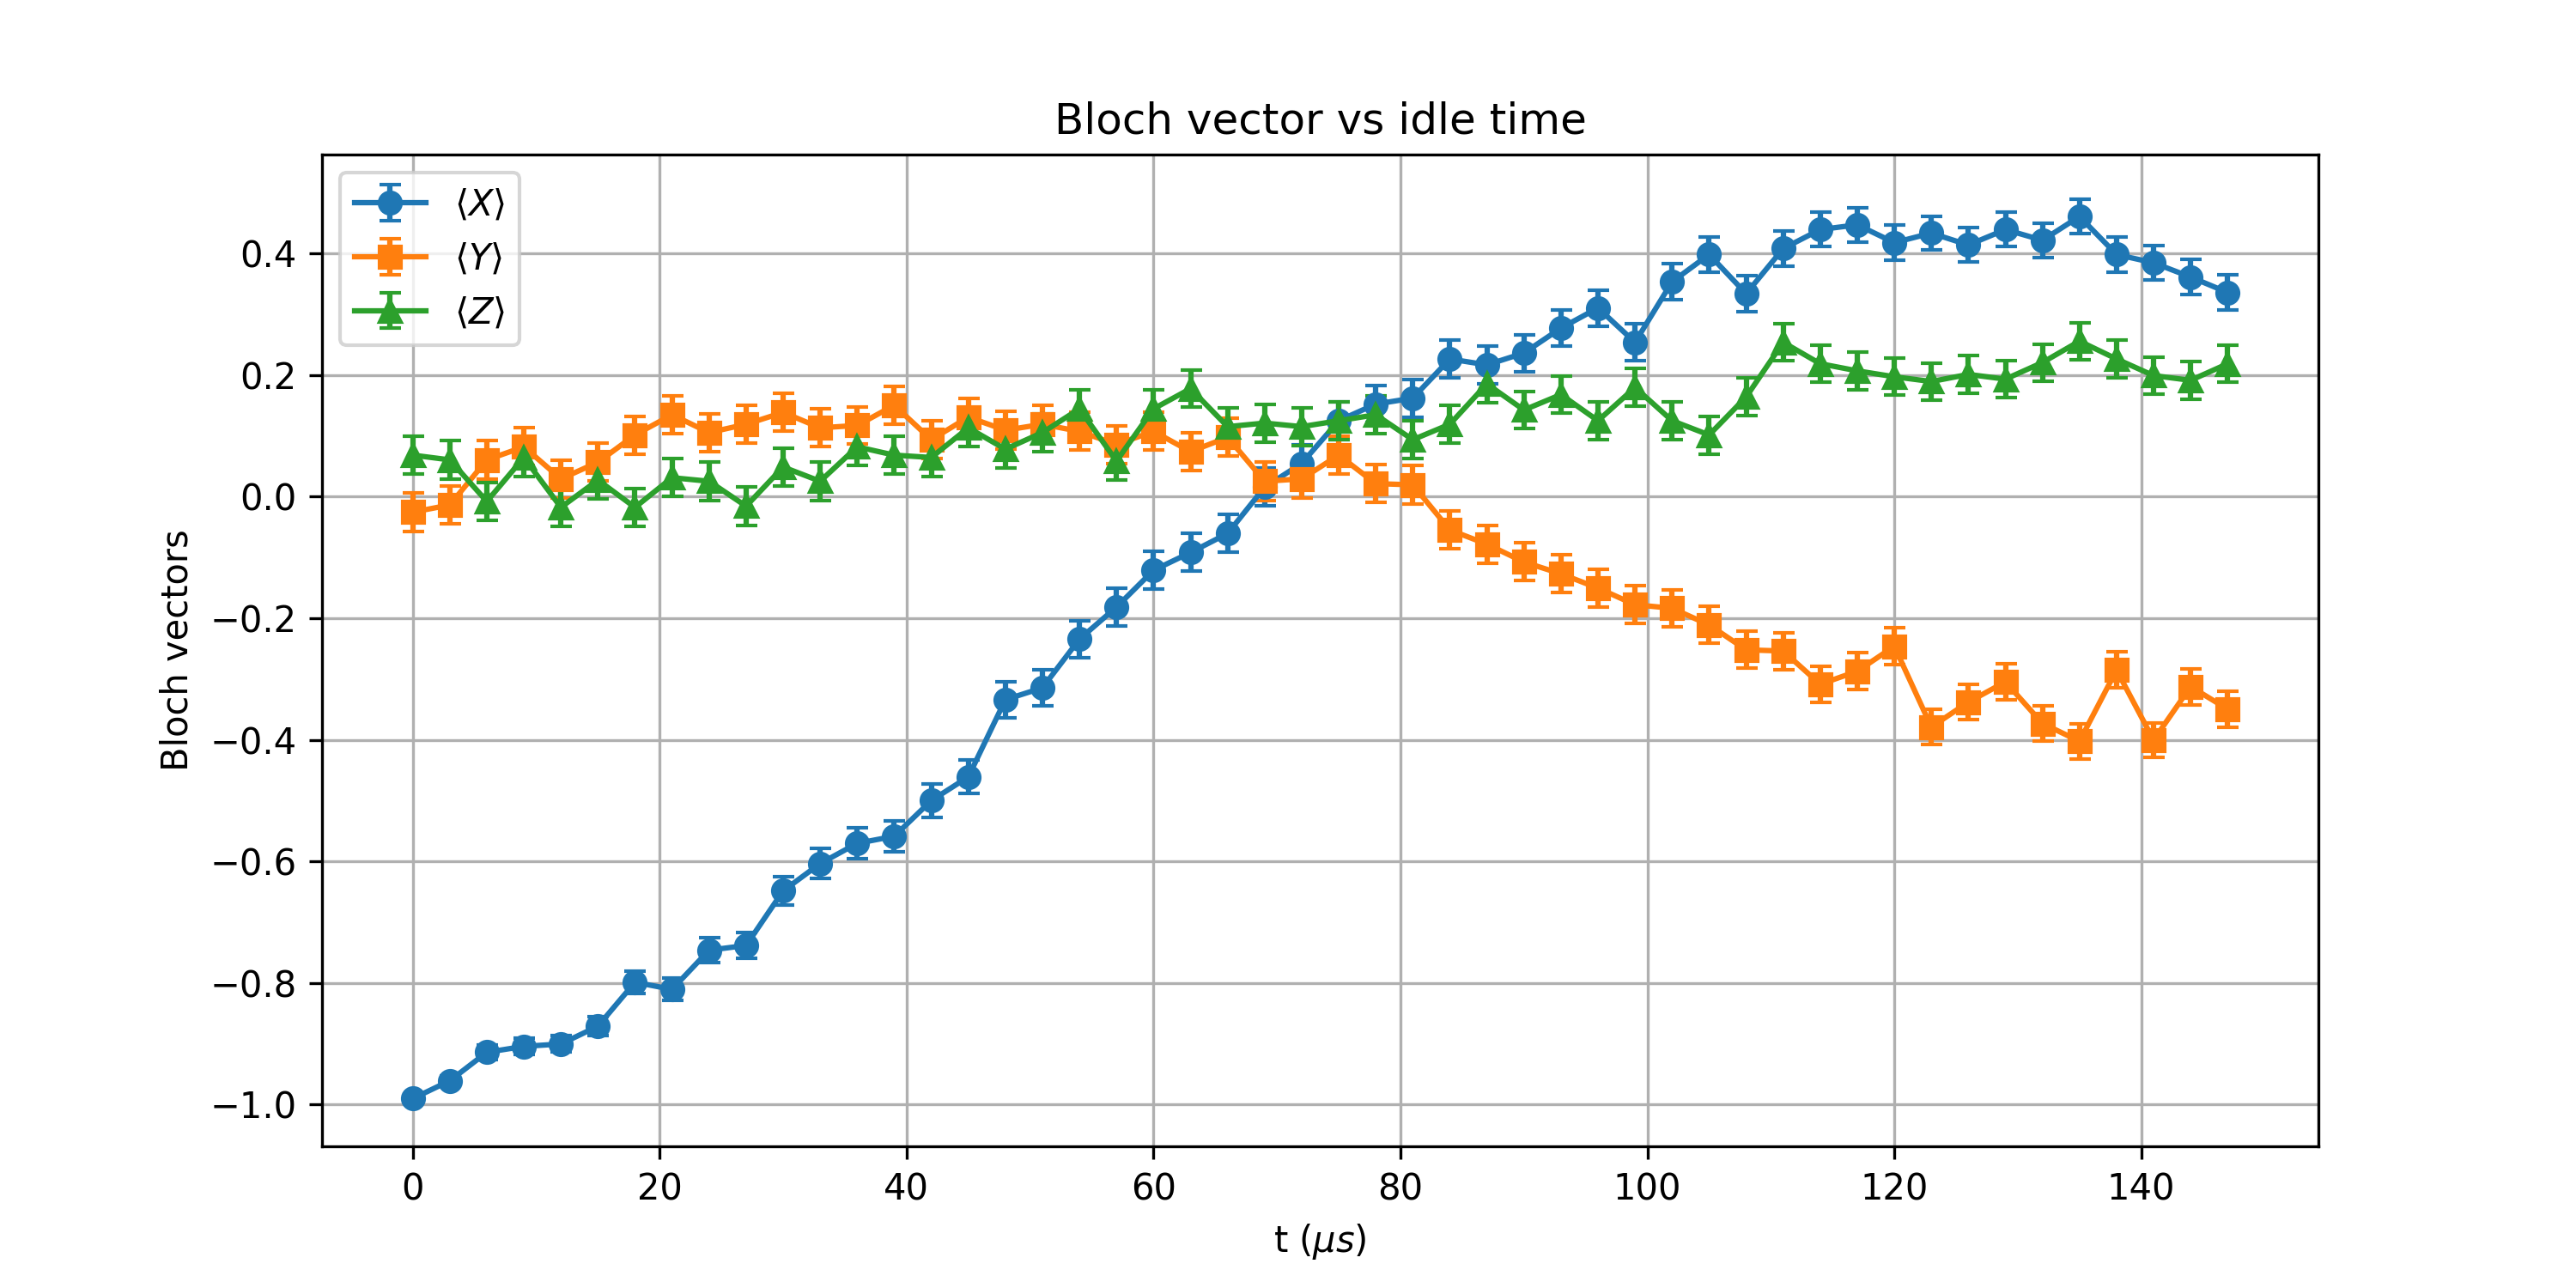 Bloch vector vs idle time
⟨X⟩
⟨Y⟩
⟨Z⟩
0.4
0.2
0.0
−0.2
−0.4
−0.6
−0.8
−1.0
Bloch vectors
0 20 40 60 80 100 120 140
t (μs)